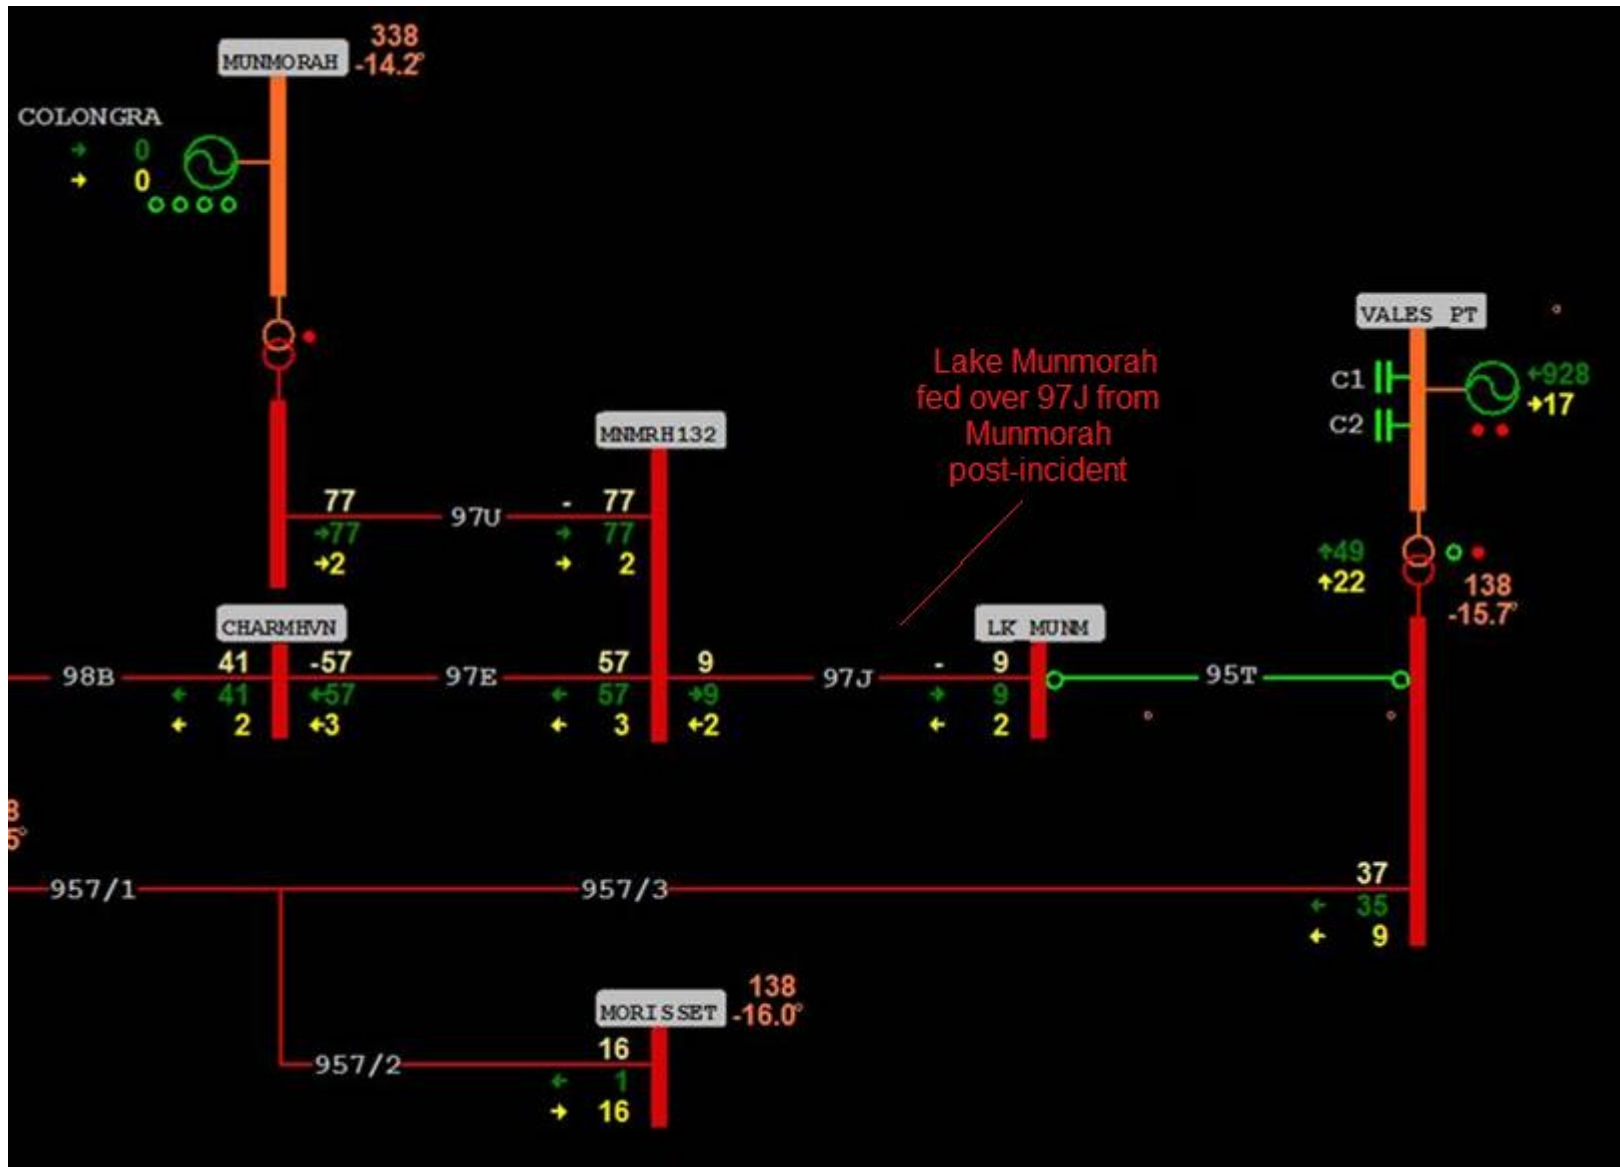 338
MUNMORAH -14.2°
COLONGRA
→ 0
→ 0
VALES PT
C1 ←928
→17
C2
Lake Munmorah
fed over 97J from
Munmorah
post-incident
MNMRH132
77 97U - 77
→77 → 77
→2 → 2
↑49
↑22
138
-15.7°
CHARMHVN LK MUNM
98B 41 -57 97E 57 9 97J - 9 95T
← 41 ←57 ← 57 →9 → 9
← 2 ←3 ← 3 ←2 ← 2
8
5°
957/1 957/3 37
← 35
← 9
138
MORISSET -16.0°
957/2 16
← 1
→ 16